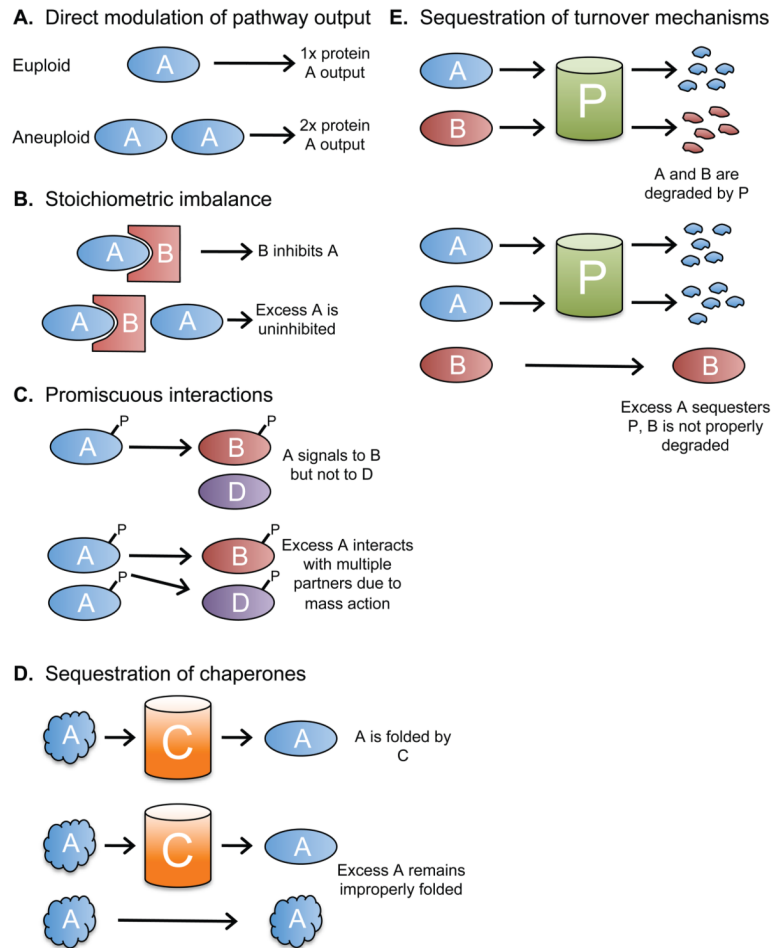 A. Direct modulation of pathway output
Euploid
A
1x protein
A output
Aneuploid
A
A
2x protein
A output
B. Stoichiometric imbalance
A
B
B inhibits A
A
B
A
Excess A is
uninhibited
C. Promiscuous interactions
A
P
B
P
D
A signals to B
but not to D
A
P
B
P
A
P
D
P
Excess A interacts
with multiple
partners due to
mass action
D. Sequestration of chaperones
A
C
A
A is folded by
C
A
C
A
A
A
Excess A remains
improperly folded
E. Sequestration of turnover mechanisms
A
B
P
A and B are
degraded by P
A
A
P
B
B
Excess A sequesters
P, B is not properly
degraded